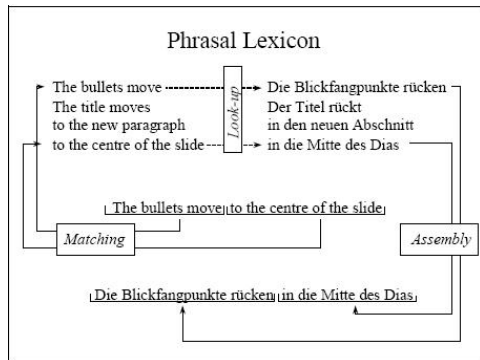 Phrasal Lexicon
The bullets move Die Blickfangpunkte rücken
The title moves Der Titel rückt
to the new paragraph in den neuen Abschnitt
to the centre of the slide in die Mitte des Dias
Look-up
The bullets move to the centre of the slide
Matching Assembly
Die Blickfangpunkte rücken in die Mitte des Dias